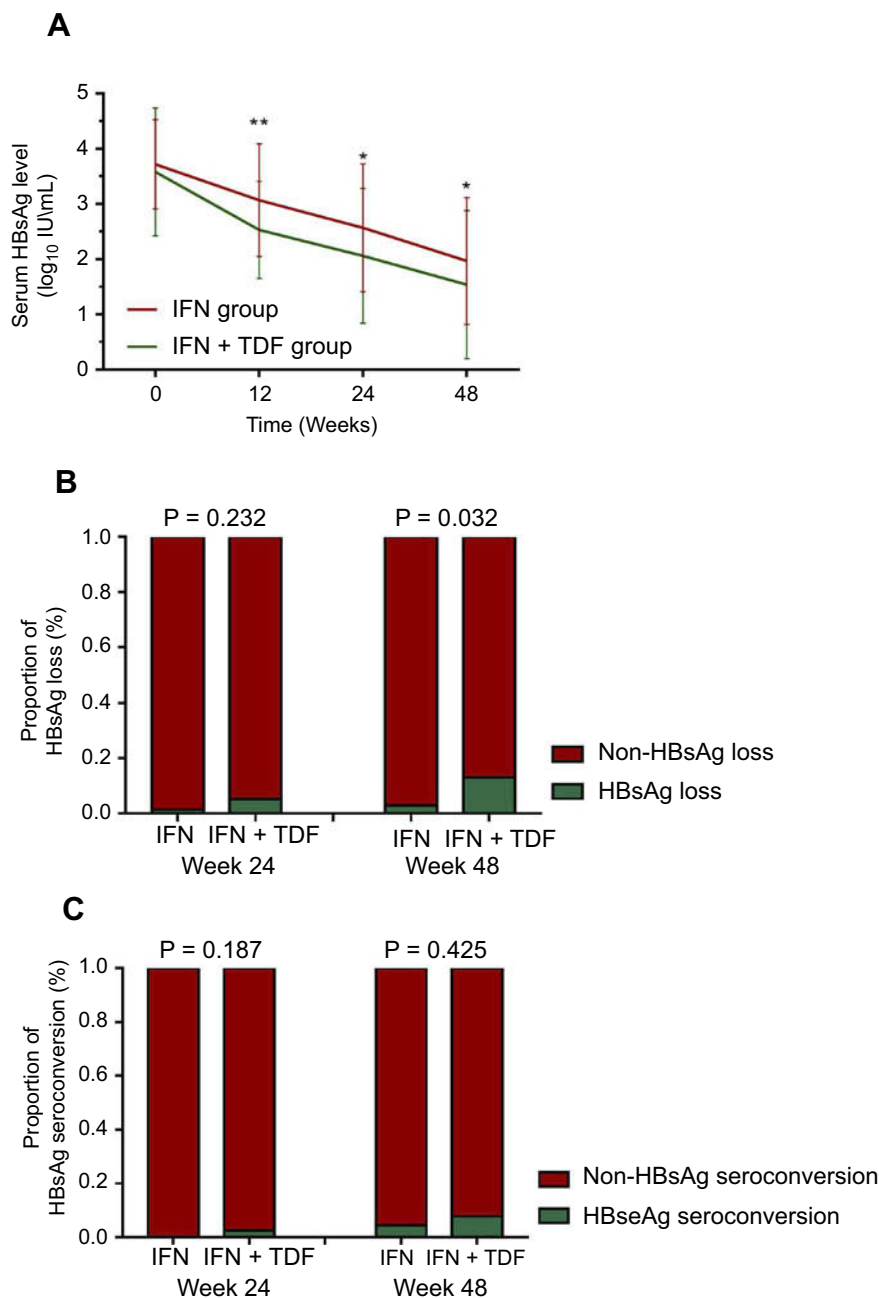 A
5
4
3
2
1
0
Serum HBsAg level
(log₁₀ IU\mL)
**
*
*
IFN group
IFN + TDF group
0 12 24 48
Time (Weeks)
B
P = 0.232 P = 0.032
1.0
0.8
0.6
0.4
0.2
0.0
Proportion of
HBsAg loss (%)
Non-HBsAg loss
HBsAg loss
IFN IFN + TDF IFN IFN + TDF
Week 24 Week 48
C
P = 0.187 P = 0.425
1.0
0.8
0.6
0.4
0.2
0.0
Proportion of
HBsAg seroconversion (%)
Non-HBsAg seroconversion
HBseAg seroconversion
IFN IFN + TDF IFN IFN + TDF
Week 24 Week 48